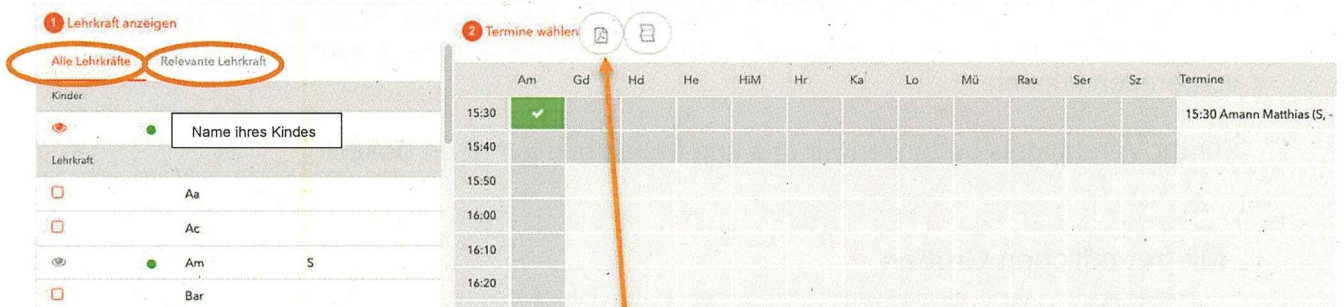 1 Lehrkraft anzeigen
Alle Lehrkräfte Relevante Lehrkraft
Kinder
Name ihres Kindes
Lehrkraft
Aa
Ac
Am S
Bar
2 Termine wählen
Am Gd Hd He HiM Hr Ka Lo Mü Rau Ser Sz Termine
15:30 15:30 Amann Matthias (S, -
15:40
15:50
16:00
16:10
16:20